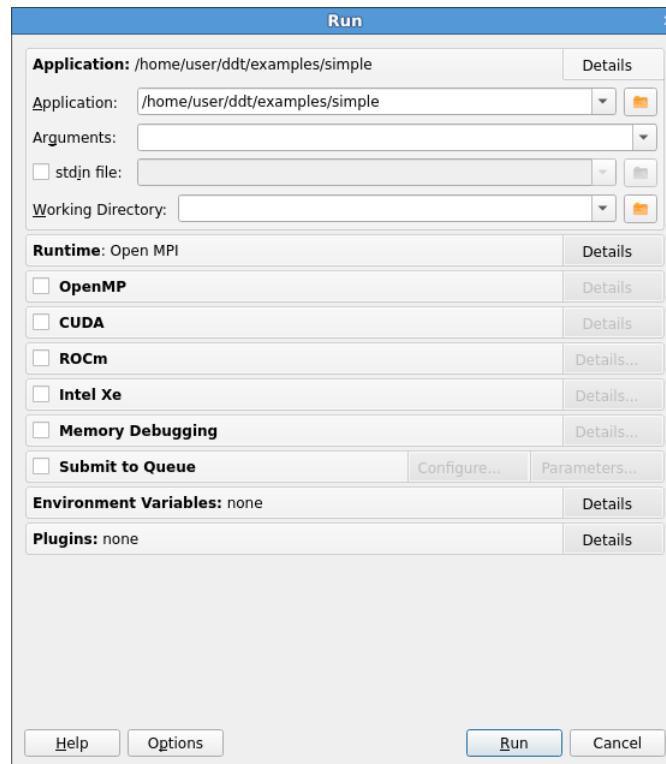 Run
Application: /home/user/ddt/examples/simple Details
Application: /home/user/ddt/examples/simple
Arguments:
stdin file:
Working Directory:
Runtime: Open MPI Details
OpenMP Details
CUDA Details
ROCm Details...
Intel Xe Details...
Memory Debugging Details...
Submit to Queue Configure... Parameters...
Environment Variables: none Details
Plugins: none Details
Help Options Run Cancel